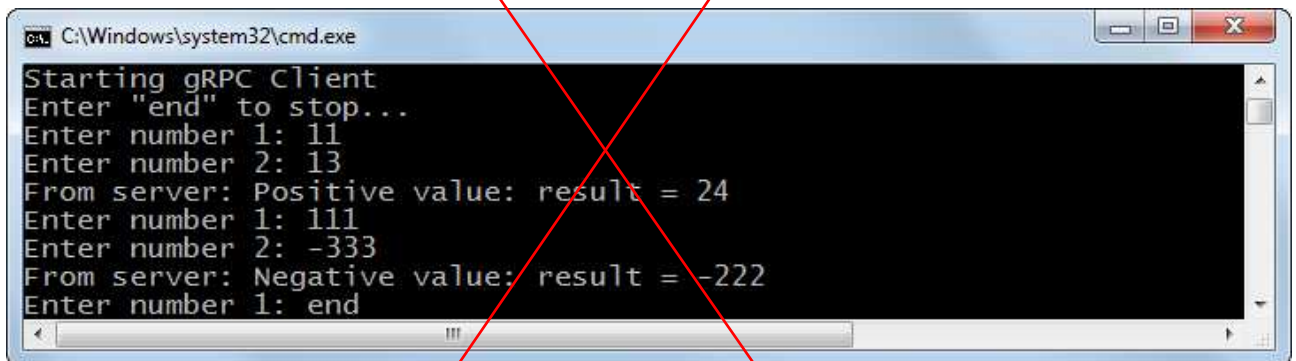 C:\Windows\system32\cmd.exe
Starting gRPC Client
Enter "end" to stop...
Enter number 1: 11
Enter number 2: 13
From server: Positive value: result = 24
Enter number 1: 111
Enter number 2: -333
From server: Negative value: result = -222
Enter number 1: end